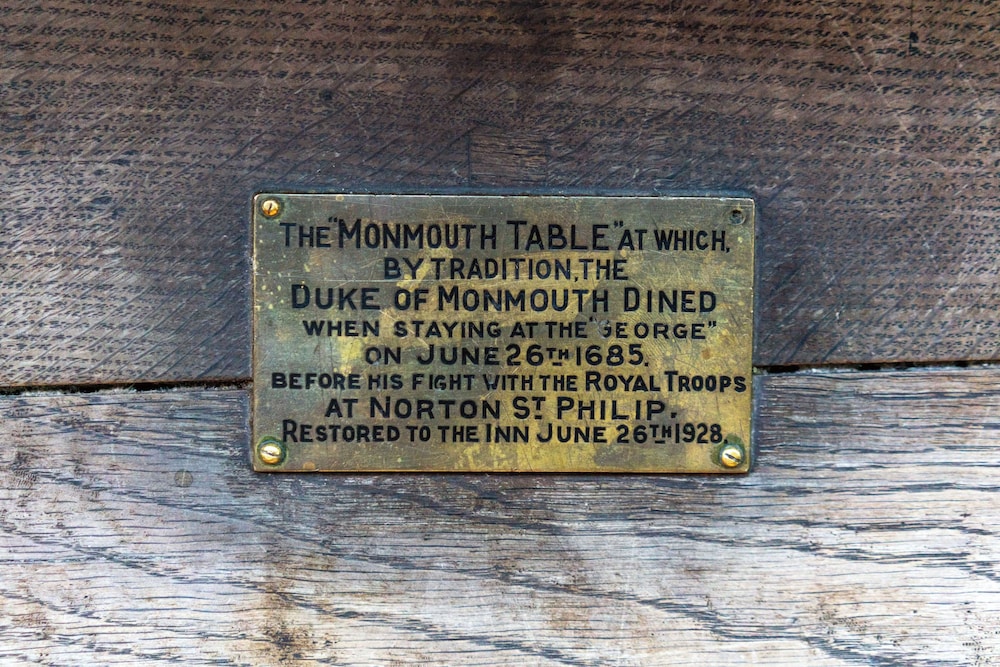 THE "MONMOUTH TABLE" AT WHICH,
BY TRADITION, THE
DUKE OF MONMOUTH DINED
WHEN STAYING AT THE "GEORGE"
ON JUNE 26TH 1685.
BEFORE HIS FIGHT WITH THE ROYAL TROOPS
AT NORTON ST PHILIP.
RESTORED TO THE INN JUNE 26TH 1928.